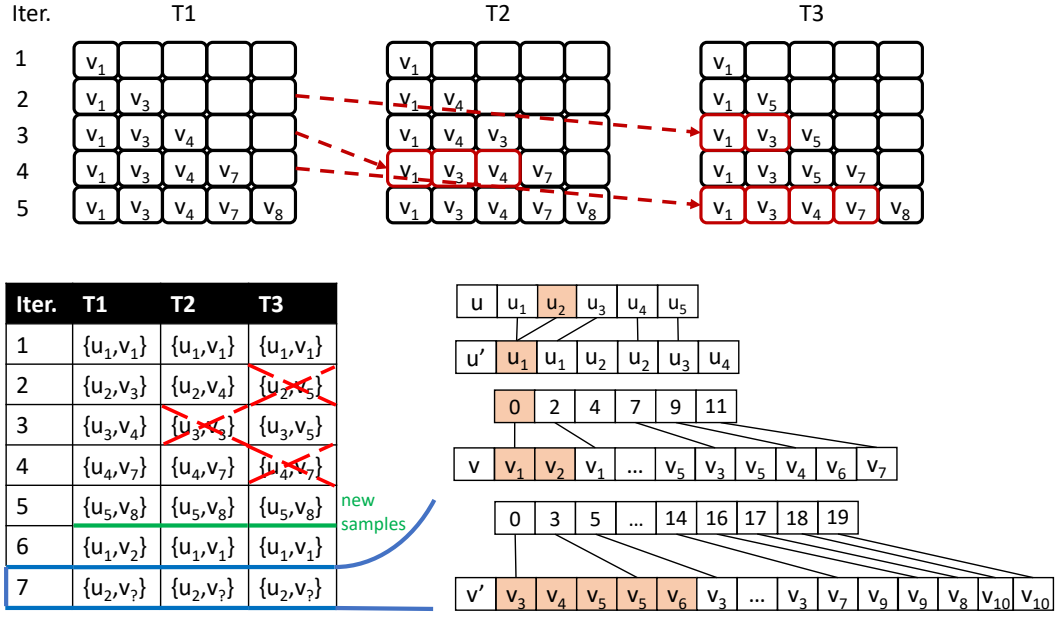 Iter. T1 T2 T3
1 v₁ v₁ v₁
2 v₁ v₃ v₁ v₄ v₁ v₅
3 v₁ v₃ v₄ v₁ v₄ v₃ v₁ v₃ v₅
4 v₁ v₃ v₄ v₇ v₁ v₃ v₄ v₇ v₁ v₃ v₅ v₇
5 v₁ v₃ v₄ v₇ v₈ v₁ v₃ v₄ v₇ v₈ v₁ v₃ v₄ v₇ v₈
Iter. T1 T2 T3
1 {u₁,v₁} {u₁,v₁} {u₁,v₁}
2 {u₂,v₃} {u₂,v₄} {u₂,v₅}
3 {u₃,v₄} {u₃,v₃} {u₃,v₅}
4 {u₄,v₇} {u₄,v₇} {u₄,v₇}
5 {u₅,v₈} {u₅,v₈} {u₅,v₈}
6 {u₁,v₂} {u₁,v₁} {u₁,v₁}
7 {u₂,v?} {u₂,v?} {u₂,v?}
new
samples
u u₁ u₂ u₃ u₄ u₅
u' u₁ u₁ u₂ u₂ u₃ u₄
0 2 4 7 9 11
v v₁ v₂ v₁ ... v₅ v₃ v₅ v₄ v₆ v₇
0 3 5 ... 14 16 17 18 19
v' v₃ v₄ v₅ v₅ v₆ v₃ ... v₃ v₇ v₉ v₉ v₈ v₁₀ v₁₀